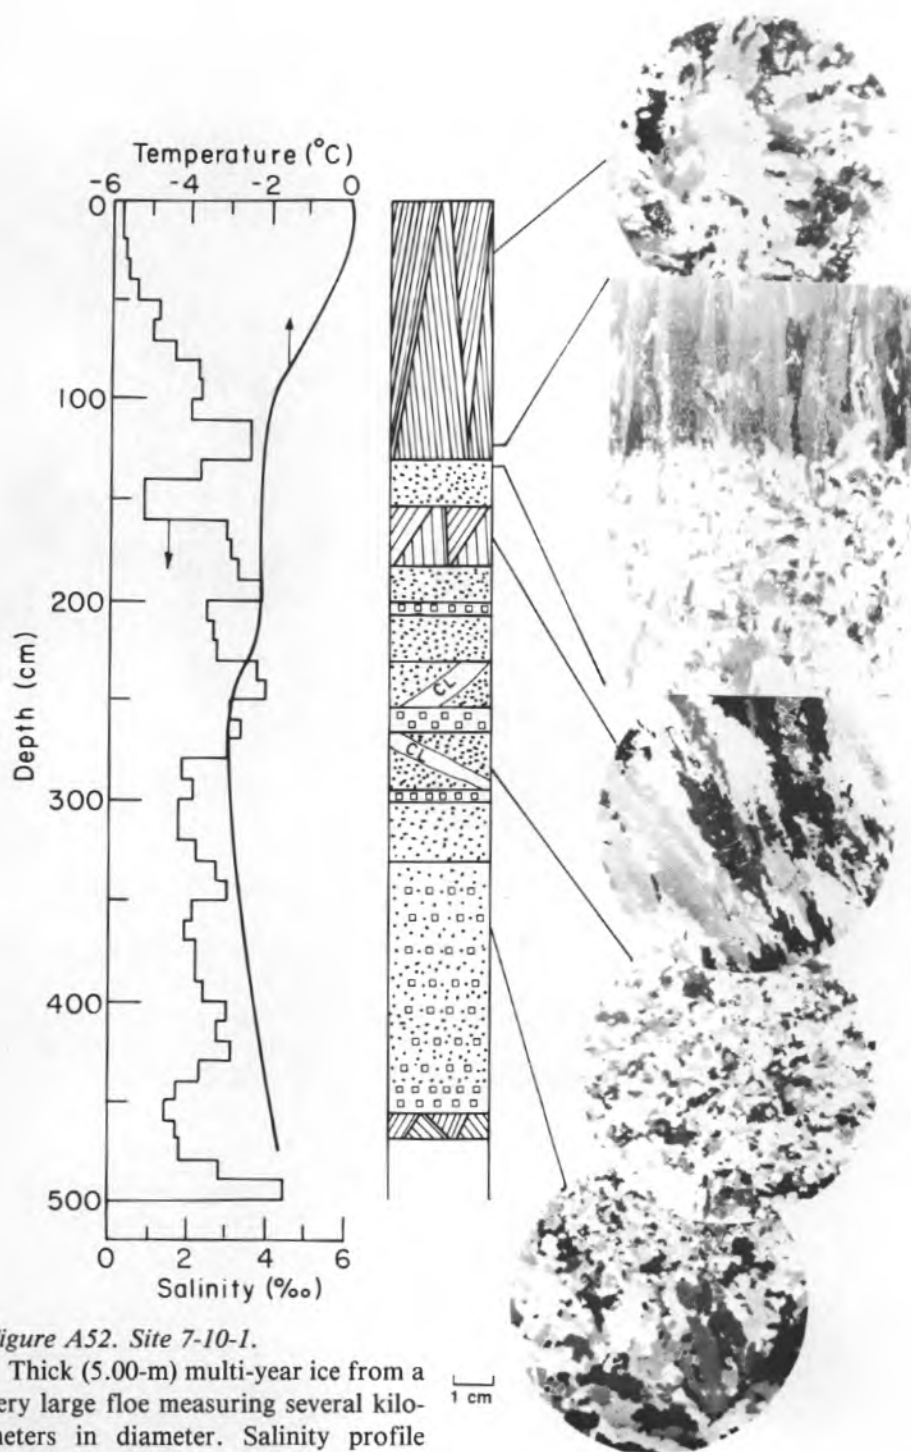 Temperature (°C)
-6 -4 -2 0
0
100
200
300
400
500
Depth (cm)
CL
CL
0 2 4 6
Salinity (‰)
igure A52. Site 7-10-1.
Thick (5.00-m) multi-year ice from a
ery large floe measuring several kilo-
meters in diameter. Salinity profile
1 cm